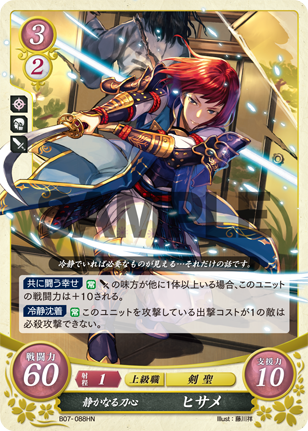 3
2
SAMPLE
冷静でいれば必要なものが見える…それだけの話です。
共に闘う幸せ 常 の味方が他に1体以上いる場合、このユニット
の戦闘力は＋10される。
冷静沈着 常 このユニットを攻撃している出撃コストが1の敵は
必殺攻撃できない。
戦闘力
60
射程 1 上級職 剣聖
支援力
10
静かなる刀心 ヒサメ
B07-088HN Illust：藤川祥